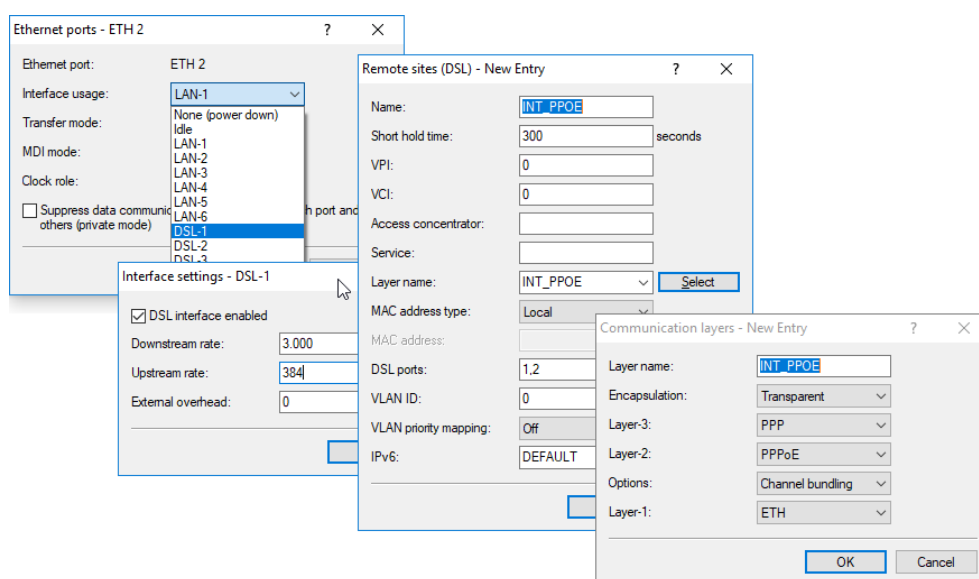 Ethernet ports - ETH 2 ?
Ethernet port: ETH 2
Interface usage: LAN-1
None (power down)
Idle
LAN-1
LAN-2
LAN-3
LAN-4
LAN-5
LAN-6
DSL-1
DSL-2
DSL-3
Transfer mode:
MDI mode:
Clock role:
Suppress data communic h port and
others (private mode)
Interface settings - DSL-1
DSL interface enabled
Downstream rate: 3.000
Upstream rate: 384
External overhead: 0
Remote sites (DSL) - New Entry ?
Name: INT_PPOE
Short hold time: 300 seconds
VPI: 0
VCI: 0
Access concentrator:
Service:
Layer name: INT_PPOE Select
MAC address type: Local
MAC address:
DSL ports: 1,2
VLAN ID: 0
VLAN priority mapping: Off
IPv6: DEFAULT
Communication layers - New Entry ?
Layer name: INT_PPOE
Encapsulation: Transparent
Layer-3: PPP
Layer-2: PPPoE
Options: Channel bundling
Layer-1: ETH
OK Cancel